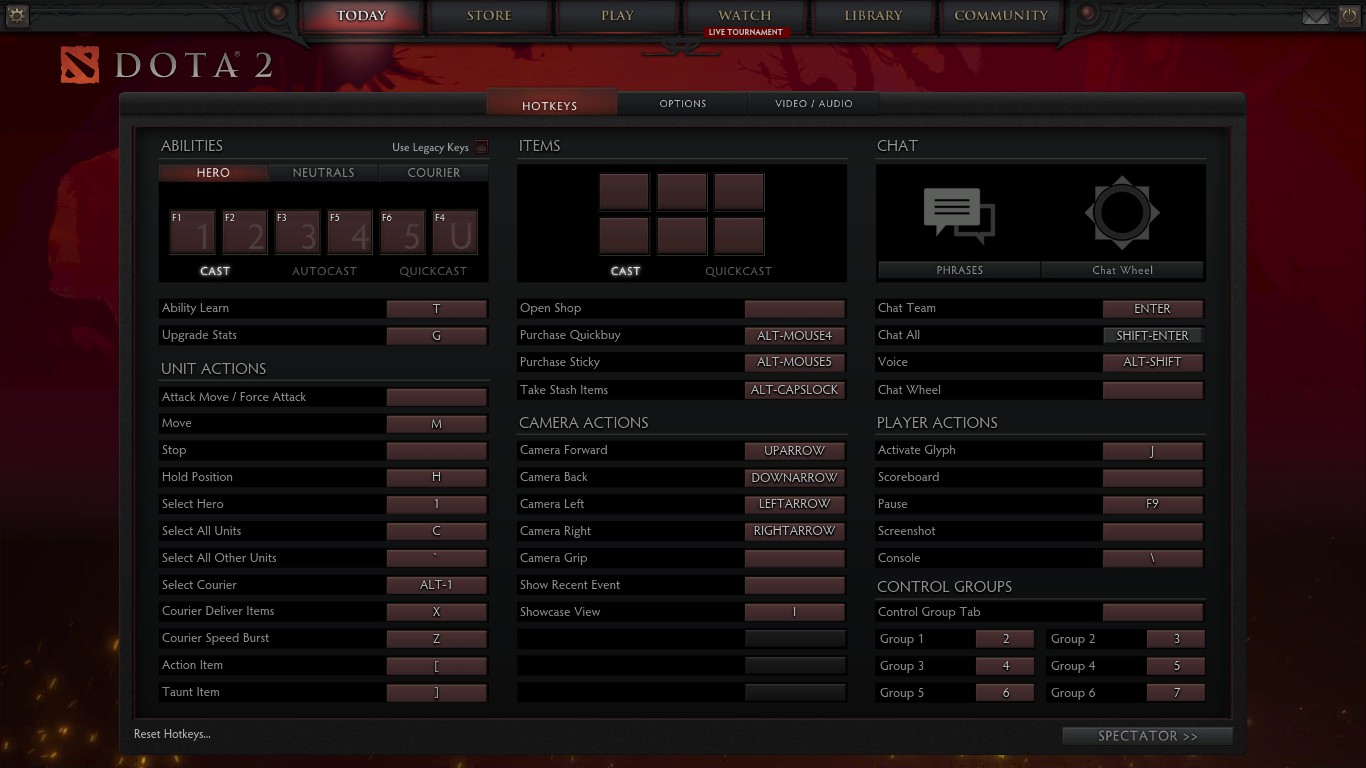 TODAY
STORE
PLAY
WATCH
LIBRARY
COMMUNITY
LIVE TOURNAMENT
DOTA® 2
HOTKEYS
OPTIONS
VIDEO / AUDIO
ABILITIES
Use Legacy Keys
HERO
NEUTRALS
COURIER
F1 F2 F3 F5 F6 F4
1 2 3 4 5 U
CAST
AUTOCAST
QUICKCAST
Ability Learn T
Upgrade Stats G
UNIT ACTIONS
Attack Move / Force Attack
Move M
Stop
Hold Position H
Select Hero 1
Select All Units C
Select All Other Units `
Select Courier ALT-1
Courier Deliver Items X
Courier Speed Burst Z
Action Item [
Taunt Item ]
ITEMS
CAST
QUICKCAST
Open Shop
Purchase Quickbuy ALT-MOUSE4
Purchase Sticky ALT-MOUSE5
Take Stash Items ALT-CAPSLOCK
CAMERA ACTIONS
Camera Forward UPARROW
Camera Back DOWNARROW
Camera Left LEFTARROW
Camera Right RIGHTARROW
Camera Grip
Show Recent Event
Showcase View I
CHAT
PHRASES
Chat Wheel
Chat Team ENTER
Chat All SHIFT-ENTER
Voice ALT-SHIFT
Chat Wheel
PLAYER ACTIONS
Activate Glyph J
Scoreboard
Pause F9
Screenshot
Console \
CONTROL GROUPS
Control Group Tab
Group 1 2 Group 2 3
Group 3 4 Group 4 5
Group 5 6 Group 6 7
Reset Hotkeys...
SPECTATOR >>